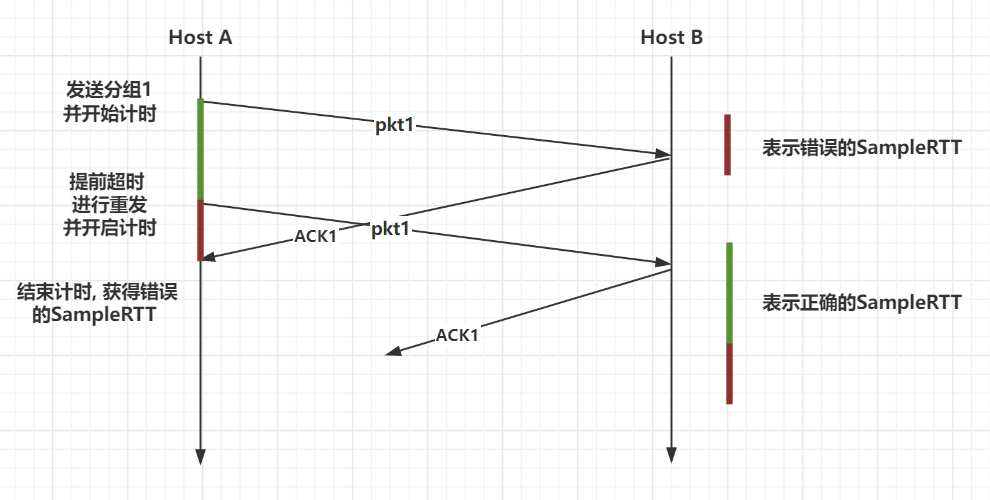 Host A
Host B
发送分组1
并开始计时
pkt1
表示错误的SampleRTT
提前超时
进行重发
并开启计时
pkt1
ACK1
结束计时, 获得错误
的SampleRTT
表示正确的SampleRTT
ACK1